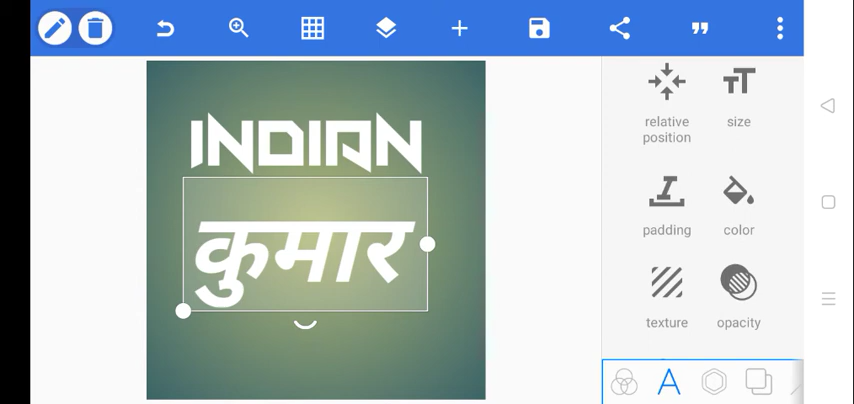 INDIAN
कुमार
relative position
size
padding
color
texture
opacity